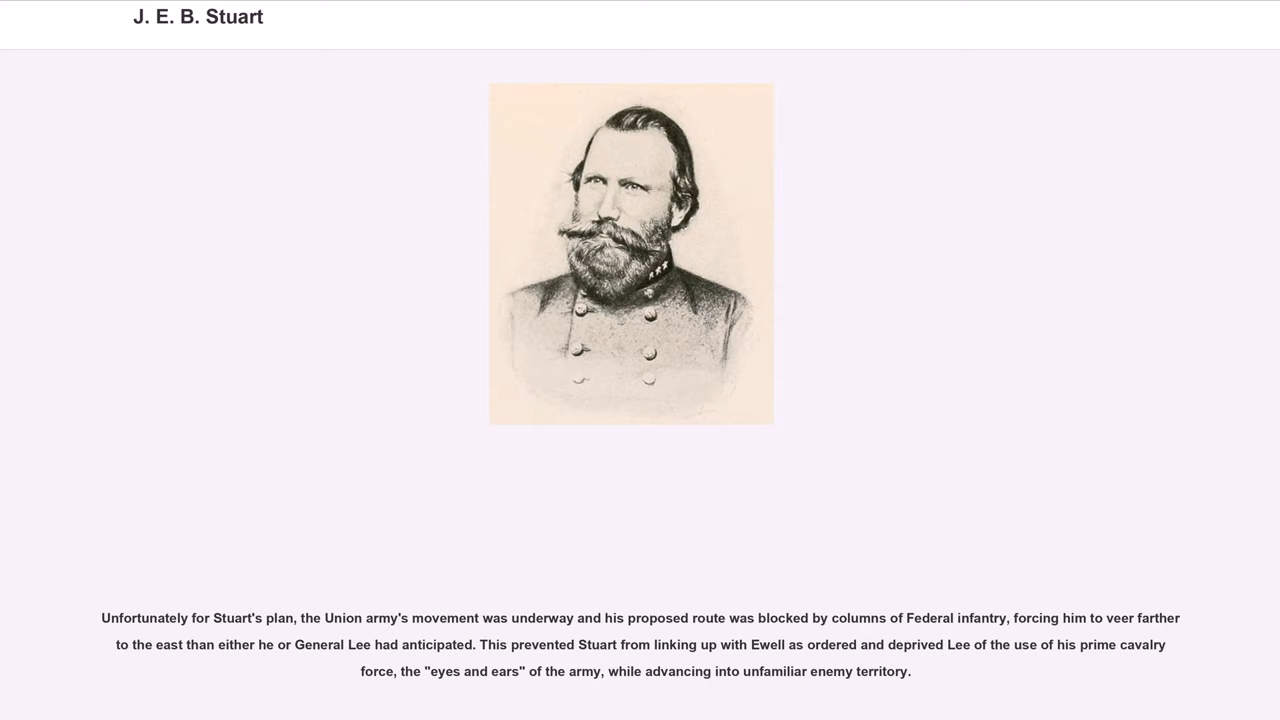 J. E. B. Stuart
Unfortunately for Stuart's plan, the Union army's movement was underway and his proposed route was blocked by columns of Federal infantry, forcing him to veer farther
to the east than either he or General Lee had anticipated. This prevented Stuart from linking up with Ewell as ordered and deprived Lee of the use of his prime cavalry
force, the "eyes and ears" of the army, while advancing into unfamiliar enemy territory.